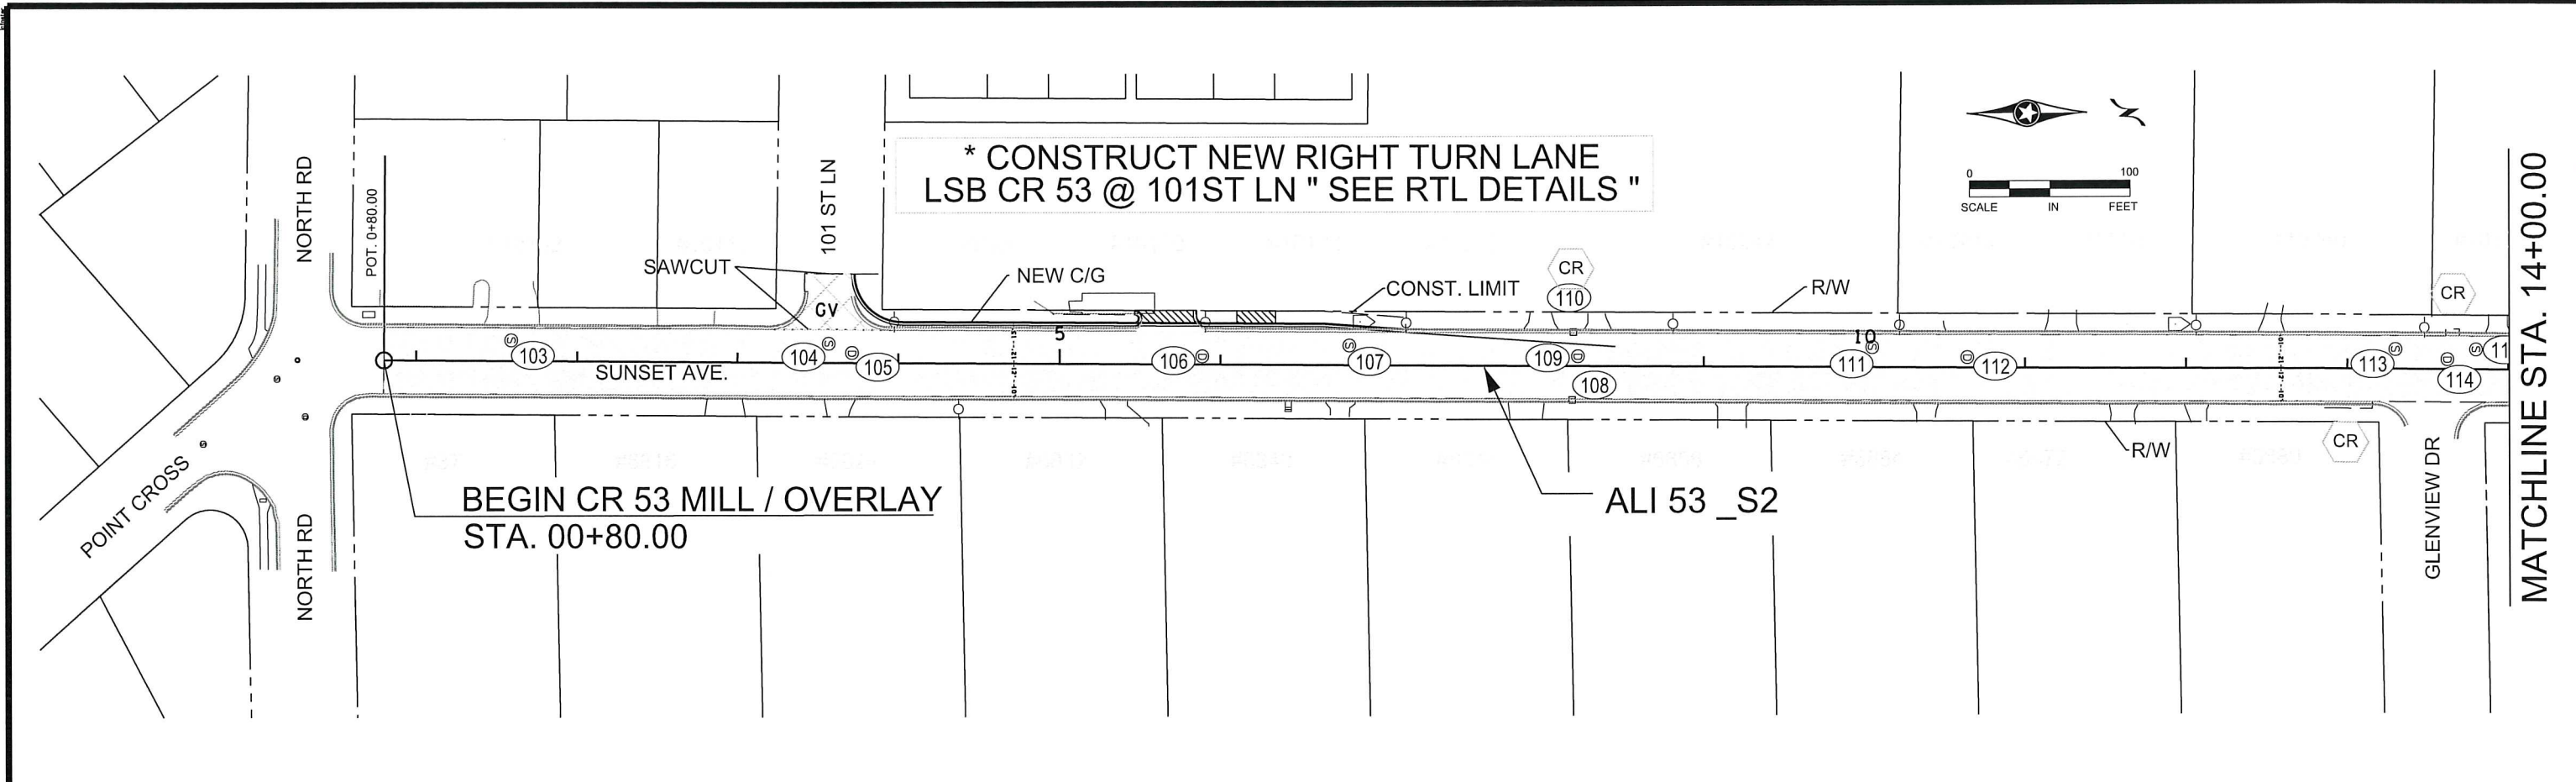 * CONSTRUCT NEW RIGHT TURN LANE
LSB CR 53 @ 101ST LN " SEE RTL DETAILS "
NORTH RD
POT. 0+80.00
101 ST LN
SAWCUT
NEW C/G
CONST. LIMIT
CR
110
R/W
0 100
SCALE IN FEET
CR
MATCHLINE STA. 14+00.00
GV
5
10
S
103
104
S
D
105
106
D
S
107
109
D
108
111
S
D
112
113
S
D
114
S
11
SUNSET AVE.
POINT CROSS
NORTH RD
BEGIN CR 53 MILL / OVERLAY
STA. 00+80.00
ALI 53 _S2
R/W
CR
GLENVIEW DR